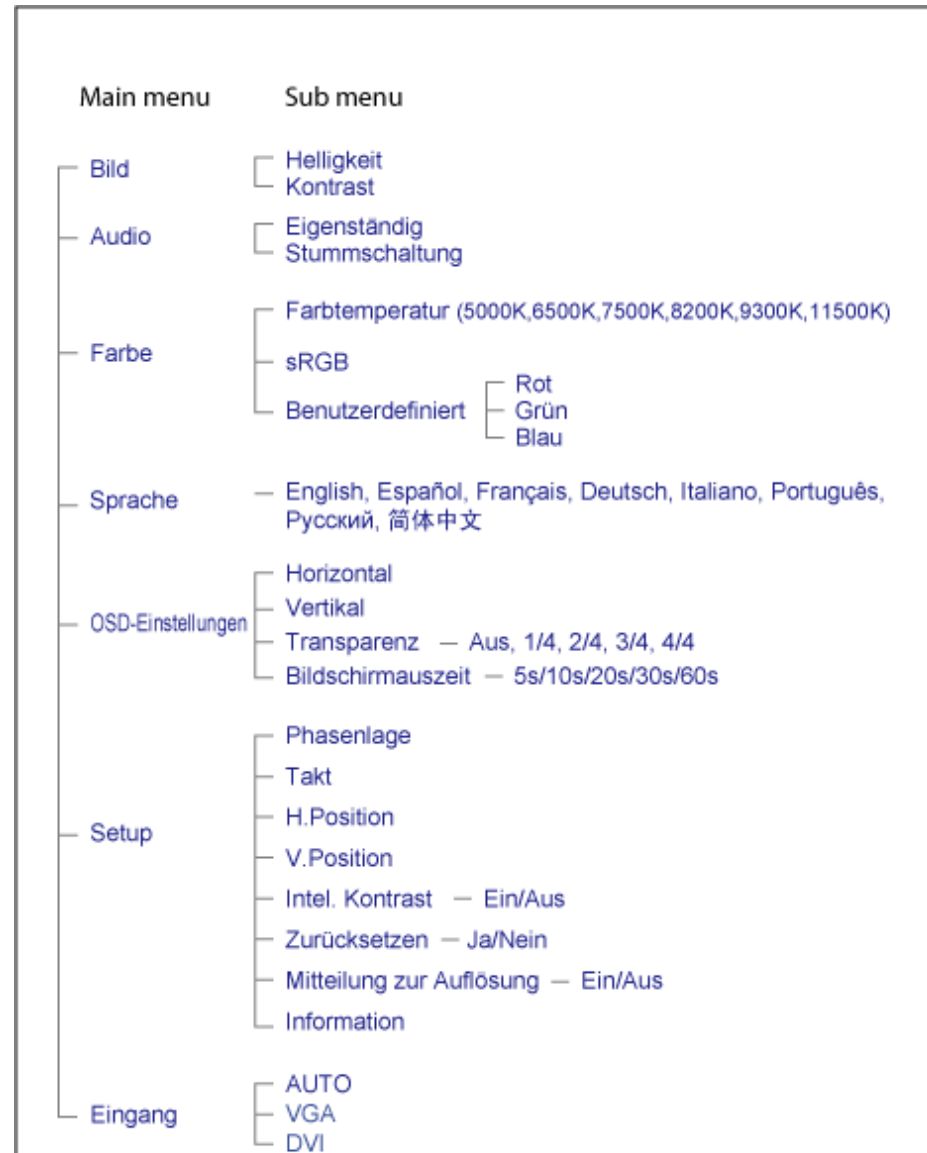 Main menu Sub menu
Bild Helligkeit
Kontrast
Audio Eigenständig
Stummschaltung
Farbe Farbtemperatur (5000K,6500K,7500K,8200K,9300K,11500K)
sRGB
Benutzerdefiniert Rot
Grün
Blau
Sprache — English, Español, Français, Deutsch, Italiano, Português,
Русский, 简体中文
OSD-Einstellungen Horizontal
Vertikal
Transparenz — Aus, 1/4, 2/4, 3/4, 4/4
Bildschirmauszeit — 5s/10s/20s/30s/60s
Setup Phasenlage
Takt
H.Position
V.Position
Intel. Kontrast — Ein/Aus
Zurücksetzen — Ja/Nein
Mitteilung zur Auflösung — Ein/Aus
Information
Eingang AUTO
VGA
DVI